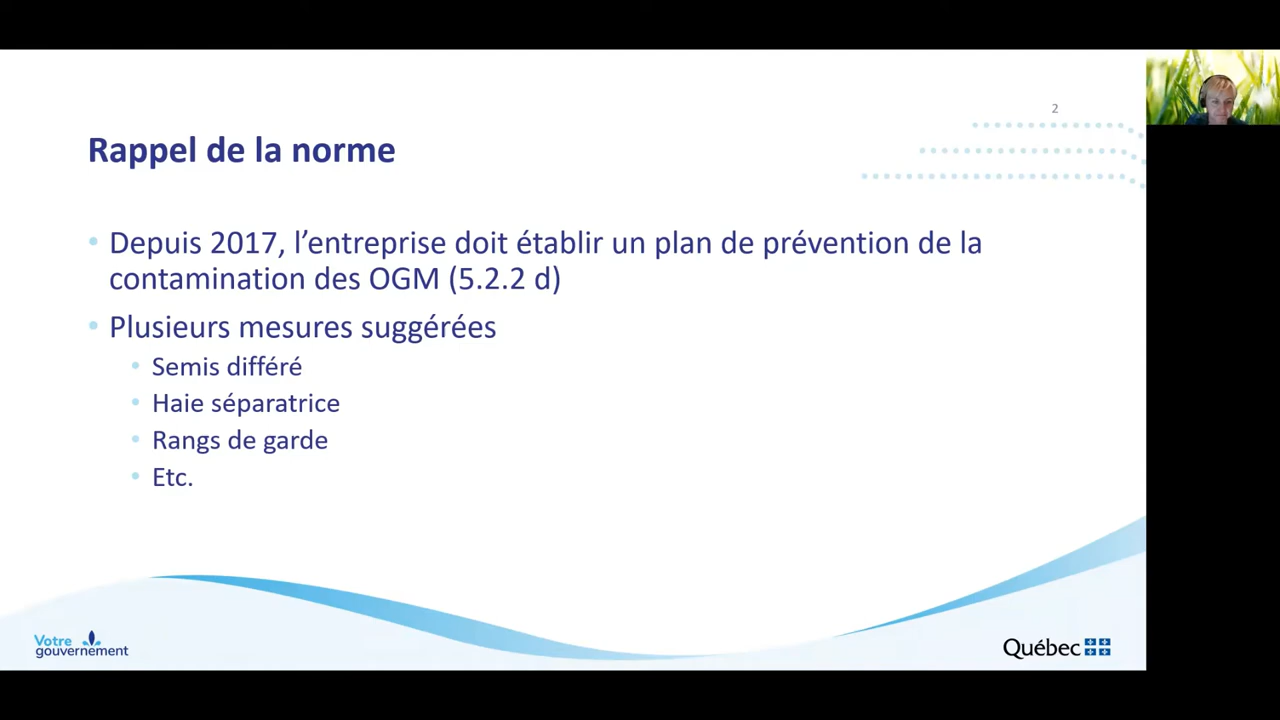 2
Rappel de la norme
• Depuis 2017, l’entreprise doit établir un plan de prévention de la
contamination des OGM (5.2.2 d)
• Plusieurs mesures suggérées
• Semis différé
• Haie séparatrice
• Rangs de garde
• Etc.
Votre
gouvernement
Québec